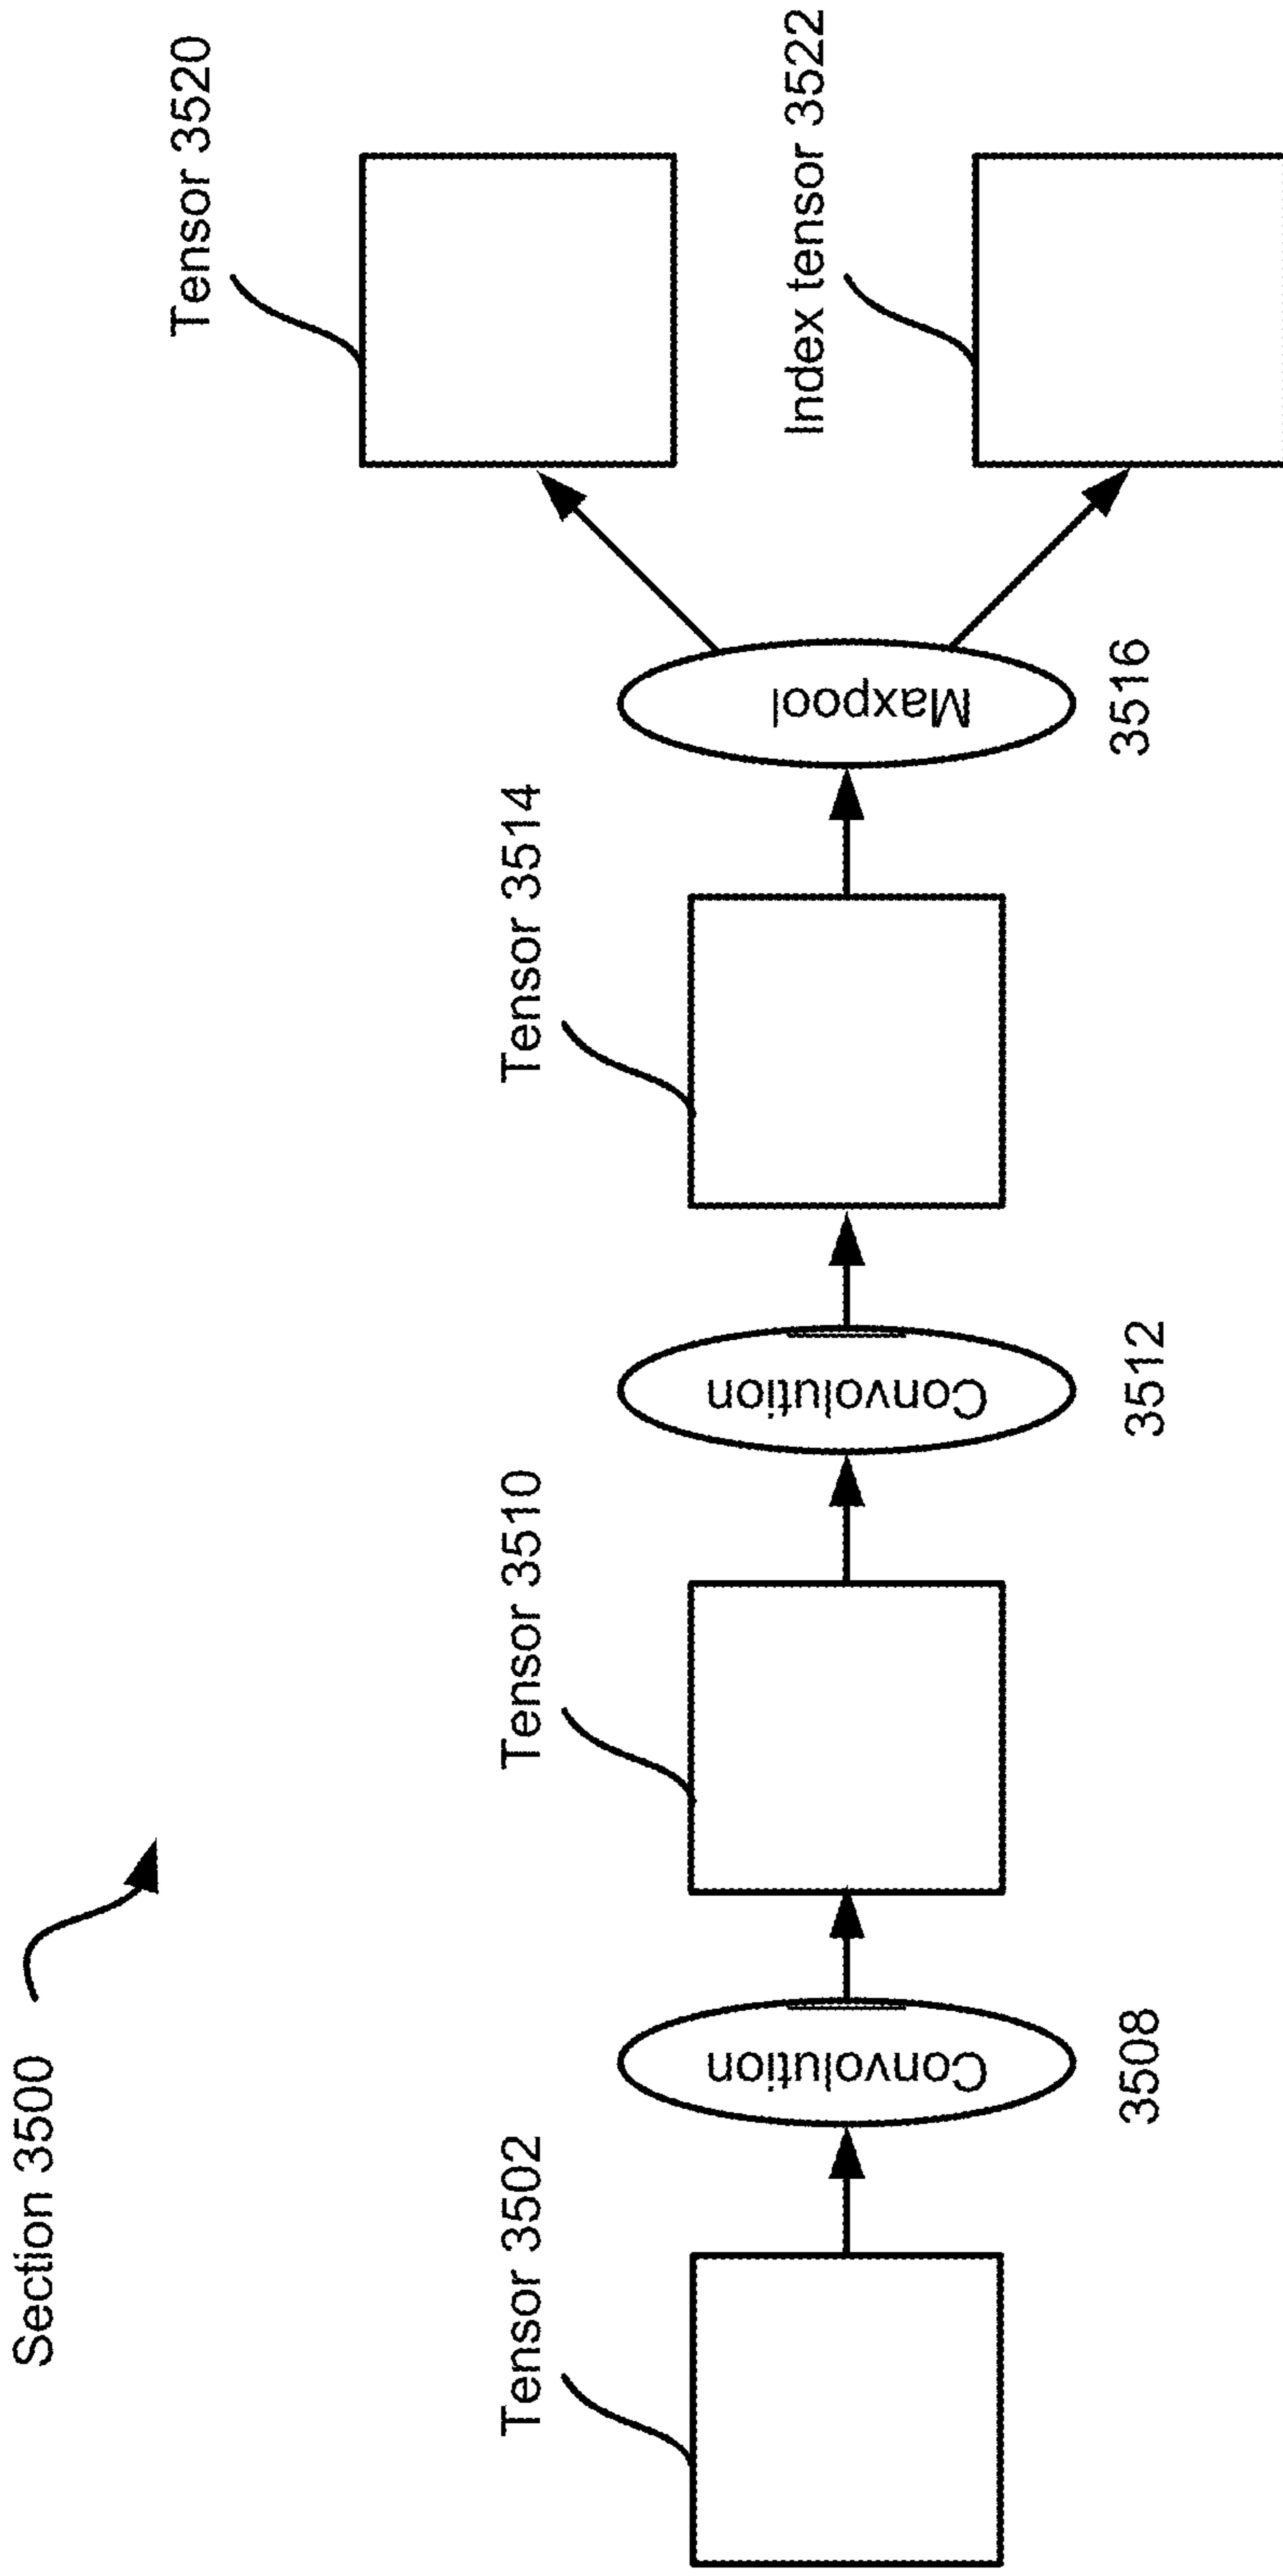 Section 3500
Tensor 3502
Convolution
3508
Tensor 3510
Convolution
3512
Tensor 3514
Maxpool
3516
Tensor 3520
Index tensor 3522